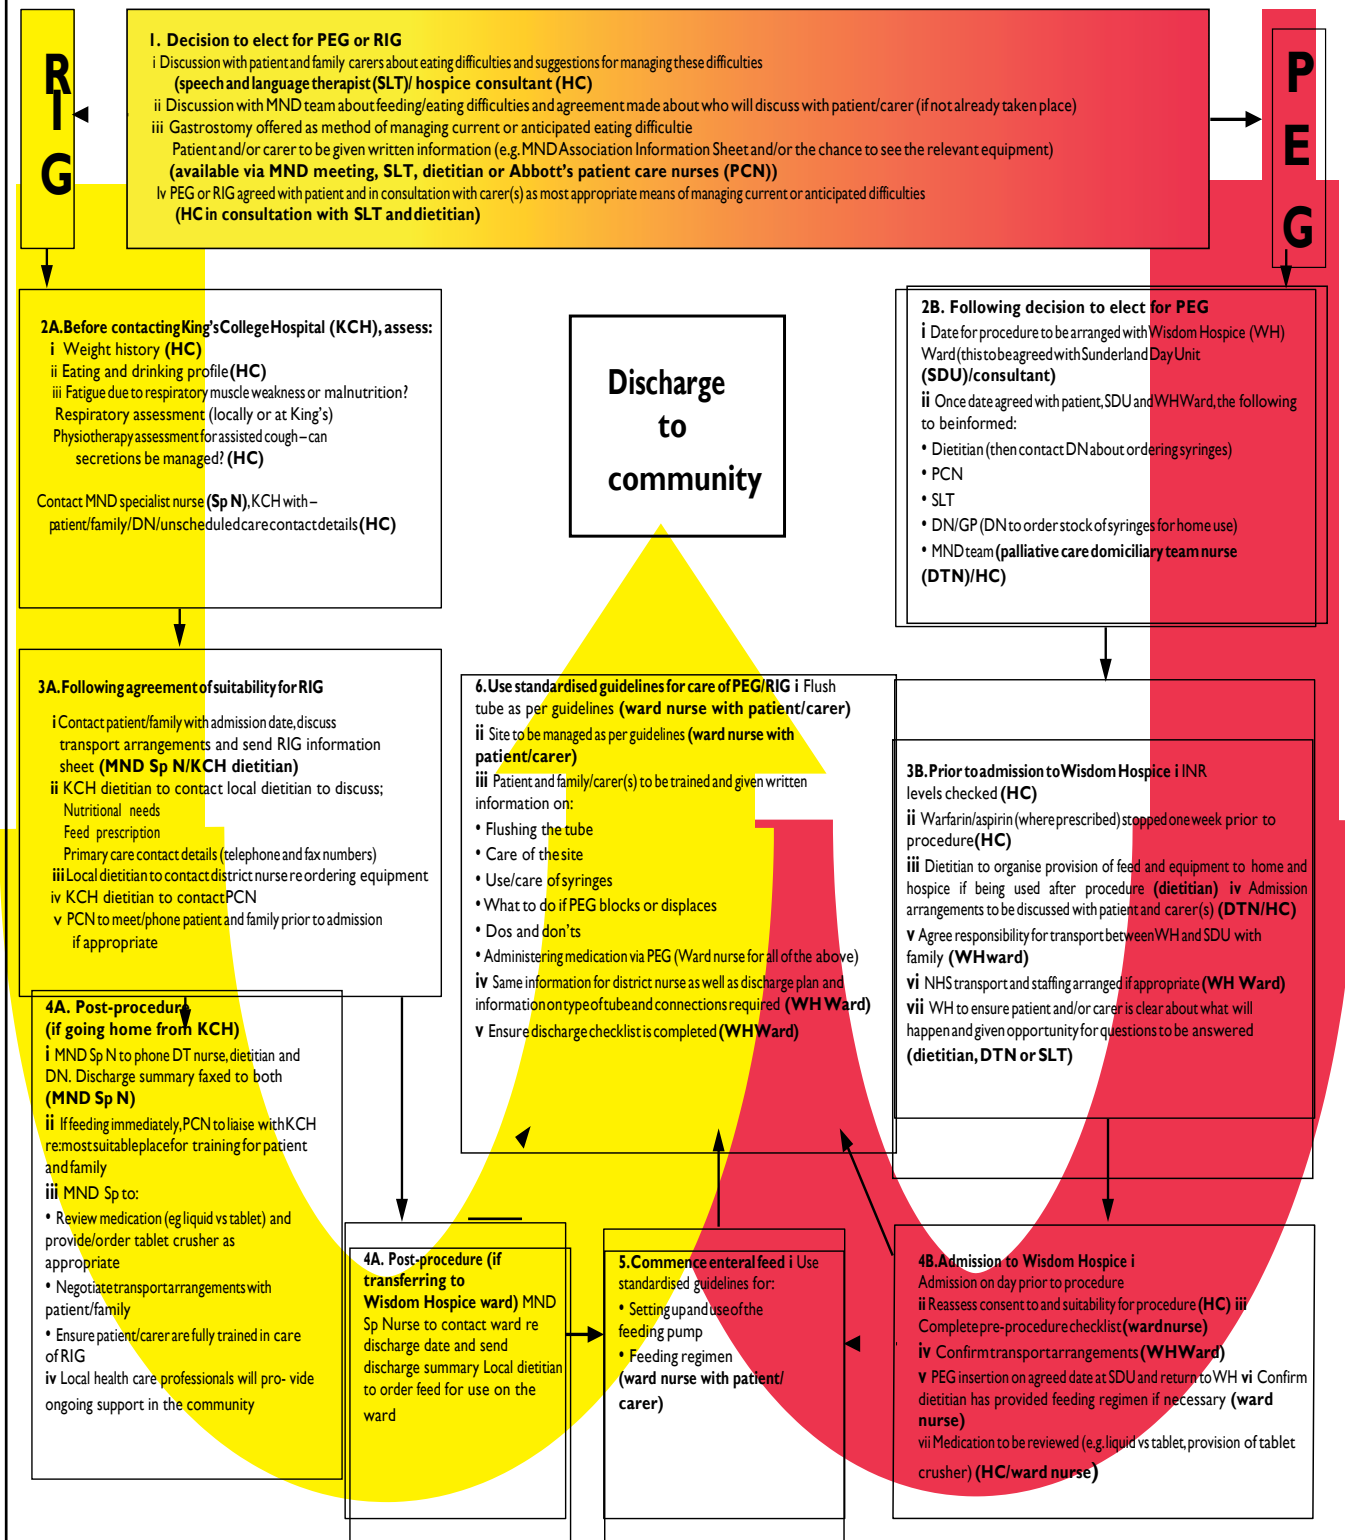 R
I
G
1. Decision to elect for PEG or RIG
i Discussion with patient and family carers about eating difficulties and suggestions for managing these difficulties
(speech and language therapist (SLT)/ hospice consultant (HC)
ii Discussion with MND team about feeding/eating difficulties and agreement made about who will discuss with patient/carer (if not already taken place)
iii Gastrostomy offered as method of managing current or anticipated eating difficultie
Patient and/or carer to be given written information (e.g. MND Association Information Sheet and/or the chance to see the relevant equipment)
(available via MND meeting, SLT, dietitian or Abbott's patient care nurses (PCN))
Iv PEG or RIG agreed with patient and in consultation with carer(s) as most appropriate means of managing current or anticipated difficulties
(HC in consultation with SLT and dietitian)
P
E
G
2A. Before contacting King's College Hospital (KCH), assess:
i Weight history (HC)
ii Eating and drinking profile (HC)
iii Fatigue due to respiratory muscle weakness or malnutrition?
Respiratory assessment (locally or at King's)
Physiotherapy assessment for assisted cough – can
secretions be managed? (HC)
Contact MND specialist nurse (Sp N), KCH with –
patient/family/DN/unscheduled care contact details (HC)
Discharge
to
community
2B. Following decision to elect for PEG
i Date for procedure to be arranged with Wisdom Hospice (WH)
Ward (this to be agreed with Sunderland Day Unit
(SDU)/consultant)
ii Once date agreed with patient, SDU and WH Ward, the following
to be informed:
• Dietitian (then contact DN about ordering syringes)
• PCN
• SLT
• DN/GP (DN to order stock of syringes for home use)
• MND team (palliative care domiciliary team nurse
(DTN)/HC)
3A. Following agreement of suitability for RIG
i Contact patient/family with admission date, discuss
transport arrangements and send RIG information
sheet (MND Sp N/KCH dietitian)
ii KCH dietitian to contact local dietitian to discuss;
Nutritional needs
Feed prescription
Primary care contact details (telephone and fax numbers)
iii Local dietitian to contact district nurse re ordering equipment
iv KCH dietitian to contact PCN
v PCN to meet/phone patient and family prior to admission
if appropriate
6. Use standardised guidelines for care of PEG/RIG i Flush
tube as per guidelines (ward nurse with patient/carer)
ii Site to be managed as per guidelines (ward nurse with
patient/carer)
iii Patient and family/carer(s) to be trained and given written
information on:
• Flushing the tube
• Care of the site
• Use/care of syringes
• What to do if PEG blocks or displaces
• Dos and don'ts
• Administering medication via PEG (Ward nurse for all of the above)
iv Same information for district nurse as well as discharge plan and
information on type of tube and connections required (WH Ward)
v Ensure discharge checklist is completed (WH Ward)
3B. Prior to admission to Wisdom Hospice i INR
levels checked (HC)
ii Warfarin/aspirin (where prescribed) stopped one week prior to
procedure (HC)
iii Dietitian to organise provision of feed and equipment to home and
hospice if being used after procedure (dietitian) iv Admission
arrangements to be discussed with patient and carer(s) (DTN/HC)
v Agree responsibility for transport between WH and SDU with
family (WH ward)
vi NHS transport and staffing arranged if appropriate (WH Ward)
vii WH to ensure patient and/or carer is clear about what will
happen and given opportunity for questions to be answered
(dietitian, DTN or SLT)
4A. Post-procedure
(if going home from KCH)
i MND Sp N to phone DT nurse, dietitian and
DN. Discharge summary faxed to both
(MND Sp N)
ii If feeding immediately, PCN to liaise with KCH
re: most suitable place for training for patient
and family
iii MND Sp to:
• Review medication (eg liquid vs tablet) and
provide/order tablet crusher as
appropriate
• Negotiate transport arrangements with
patient/family
• Ensure patient/carer are fully trained in care
of RIG
iv Local health care professionals will pro- vide
ongoing support in the community
4A. Post-procedure (if
transferring to
Wisdom Hospice ward) MND
Sp Nurse to contact ward re
discharge date and send
discharge summary Local dietitian
to order feed for use on the
ward
5. Commence enteral feed i Use
standardised guidelines for:
• Setting up and use of the
feeding pump
• Feeding regimen
(ward nurse with patient/
carer)
4B. Admission to Wisdom Hospice i
Admission on day prior to procedure
ii Reassess consent to and suitability for procedure (HC) iii
Complete pre-procedure checklist (ward nurse)
iv Confirm transport arrangements (WH Ward)
v PEG insertion on agreed date at SDU and return to WH vi Confirm
dietitian has provided feeding regimen if necessary (ward
nurse)
vii Medication to be reviewed (e.g. liquid vs tablet, provision of tablet
crusher) (HC/ward nurse)